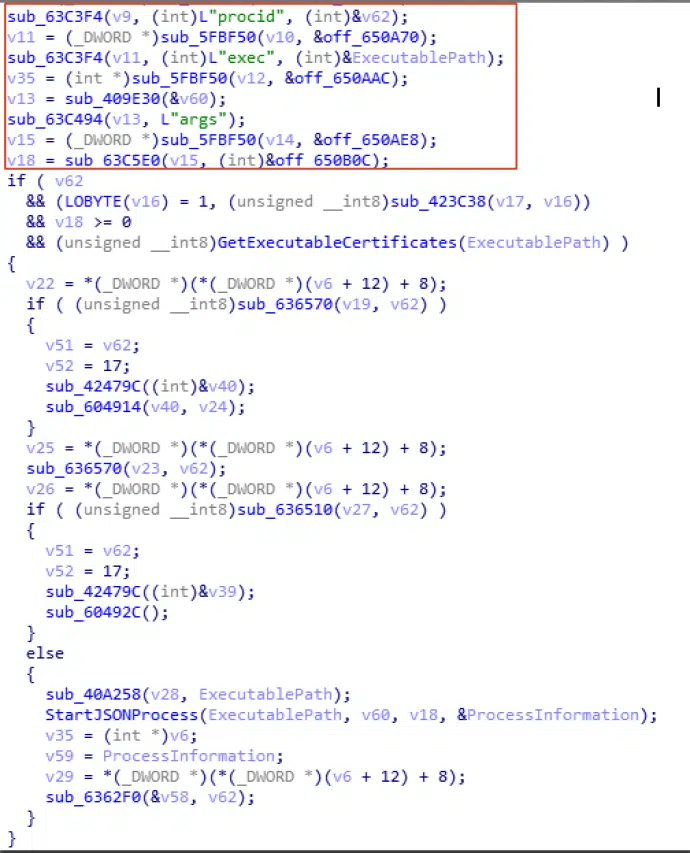 sub_63C3F4(v9, (int)L"procid", (int)&v62);
v11 = (_DWORD *)sub_5FBF50(v10, &off_650A70);
sub_63C3F4(v11, (int)L"exec", (int)&ExecutablePath);
v35 = (int *)sub_5FBF50(v12, &off_650AAC);
v13 = sub_409E30(&v60);
sub_63C494(v13, L"args");
v15 = (_DWORD *)sub_5FBF50(v14, &off_650AE8);
v18 = sub_63C5E0(v15, (int)&off_650B0C);
if ( v62
&& (LOBYTE(v16) = 1, (unsigned __int8)sub_423C38(v17, v16))
&& v18 >= 0
&& (unsigned __int8)GetExecutableCertificates(ExecutablePath) )
{
v22 = *(_DWORD *)(*(_DWORD *)(v6 + 12) + 8);
if ( (unsigned __int8)sub_636570(v19, v62) )
{
v51 = v62;
v52 = 17;
sub_42479C((int)&v40);
sub_604914(v40, v24);
}
v25 = *(_DWORD *)(*(_DWORD *)(v6 + 12) + 8);
sub_636570(v23, v62);
v26 = *(_DWORD *)(*(_DWORD *)(v6 + 12) + 8);
if ( (unsigned __int8)sub_636510(v27, v62) )
{
v51 = v62;
v52 = 17;
sub_42479C((int)&v39);
sub_60492C();
}
else
{
sub_40A258(v28, ExecutablePath);
StartJSONProcess(ExecutablePath, v60, v18, &ProcessInformation);
v35 = (int *)v6;
v59 = ProcessInformation;
v29 = *(_DWORD *)(*(_DWORD *)(v6 + 12) + 8);
sub_6362F0(&v58, v62);
}
}